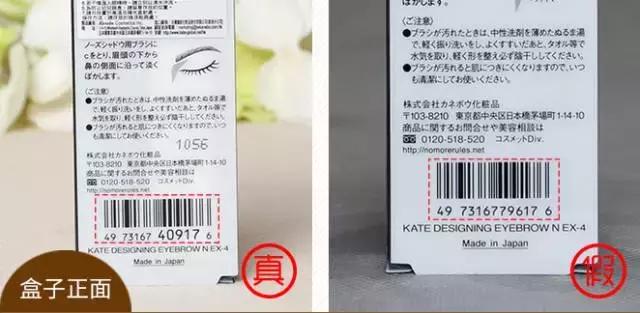 ノーズシャドウ用ブラシに
cをとり、眉頭の下から
鼻の側面に沿って淡く
ぼかします。
<ご注意>
●ブラシが汚れたときは、中性洗剤を薄めたぬるま湯
で、軽く振り洗いをし、よくすすいだあと、タオル等で
水気を取り、軽く形を整え必ず陰干ししてください。
●ブラシが汚れると肌につきにくくなりますので、いつも
清潔にしてお使いください。
1056
株式会社カネボウ化粧品
〒103-8210 東京都中央区日本橋茅場町1-14-10
商品に関するお問合せや美容相談は
0120-518-520 コスメットDiv.
49 73167 40917 6
KATE DESIGNING EYEBROW N EX-4
Made in Japan
真
盒子正面
ぼかします。
<ご注意>
●ブラシが汚れたときは、中性洗剤を薄めたぬるま湯
で、軽く振り洗いをし、よくすすいだあと、タオル等で
水気を取り、軽く形を整え必ず陰干ししてください。
●ブラシが汚れると肌につきにくくなりますので、いつも
清潔にしてお使いください。
株式会社カネボウ化粧品
〒103-8210 東京都中央区日本橋茅場町1-14-10
商品に関するお問合せや美容相談は
0120-518-520 コスメットDiv.
http://nomorerules.net
49 7316779617 6
KATE DESIGNING EYEBROW N EX-4
Made in Japan
假